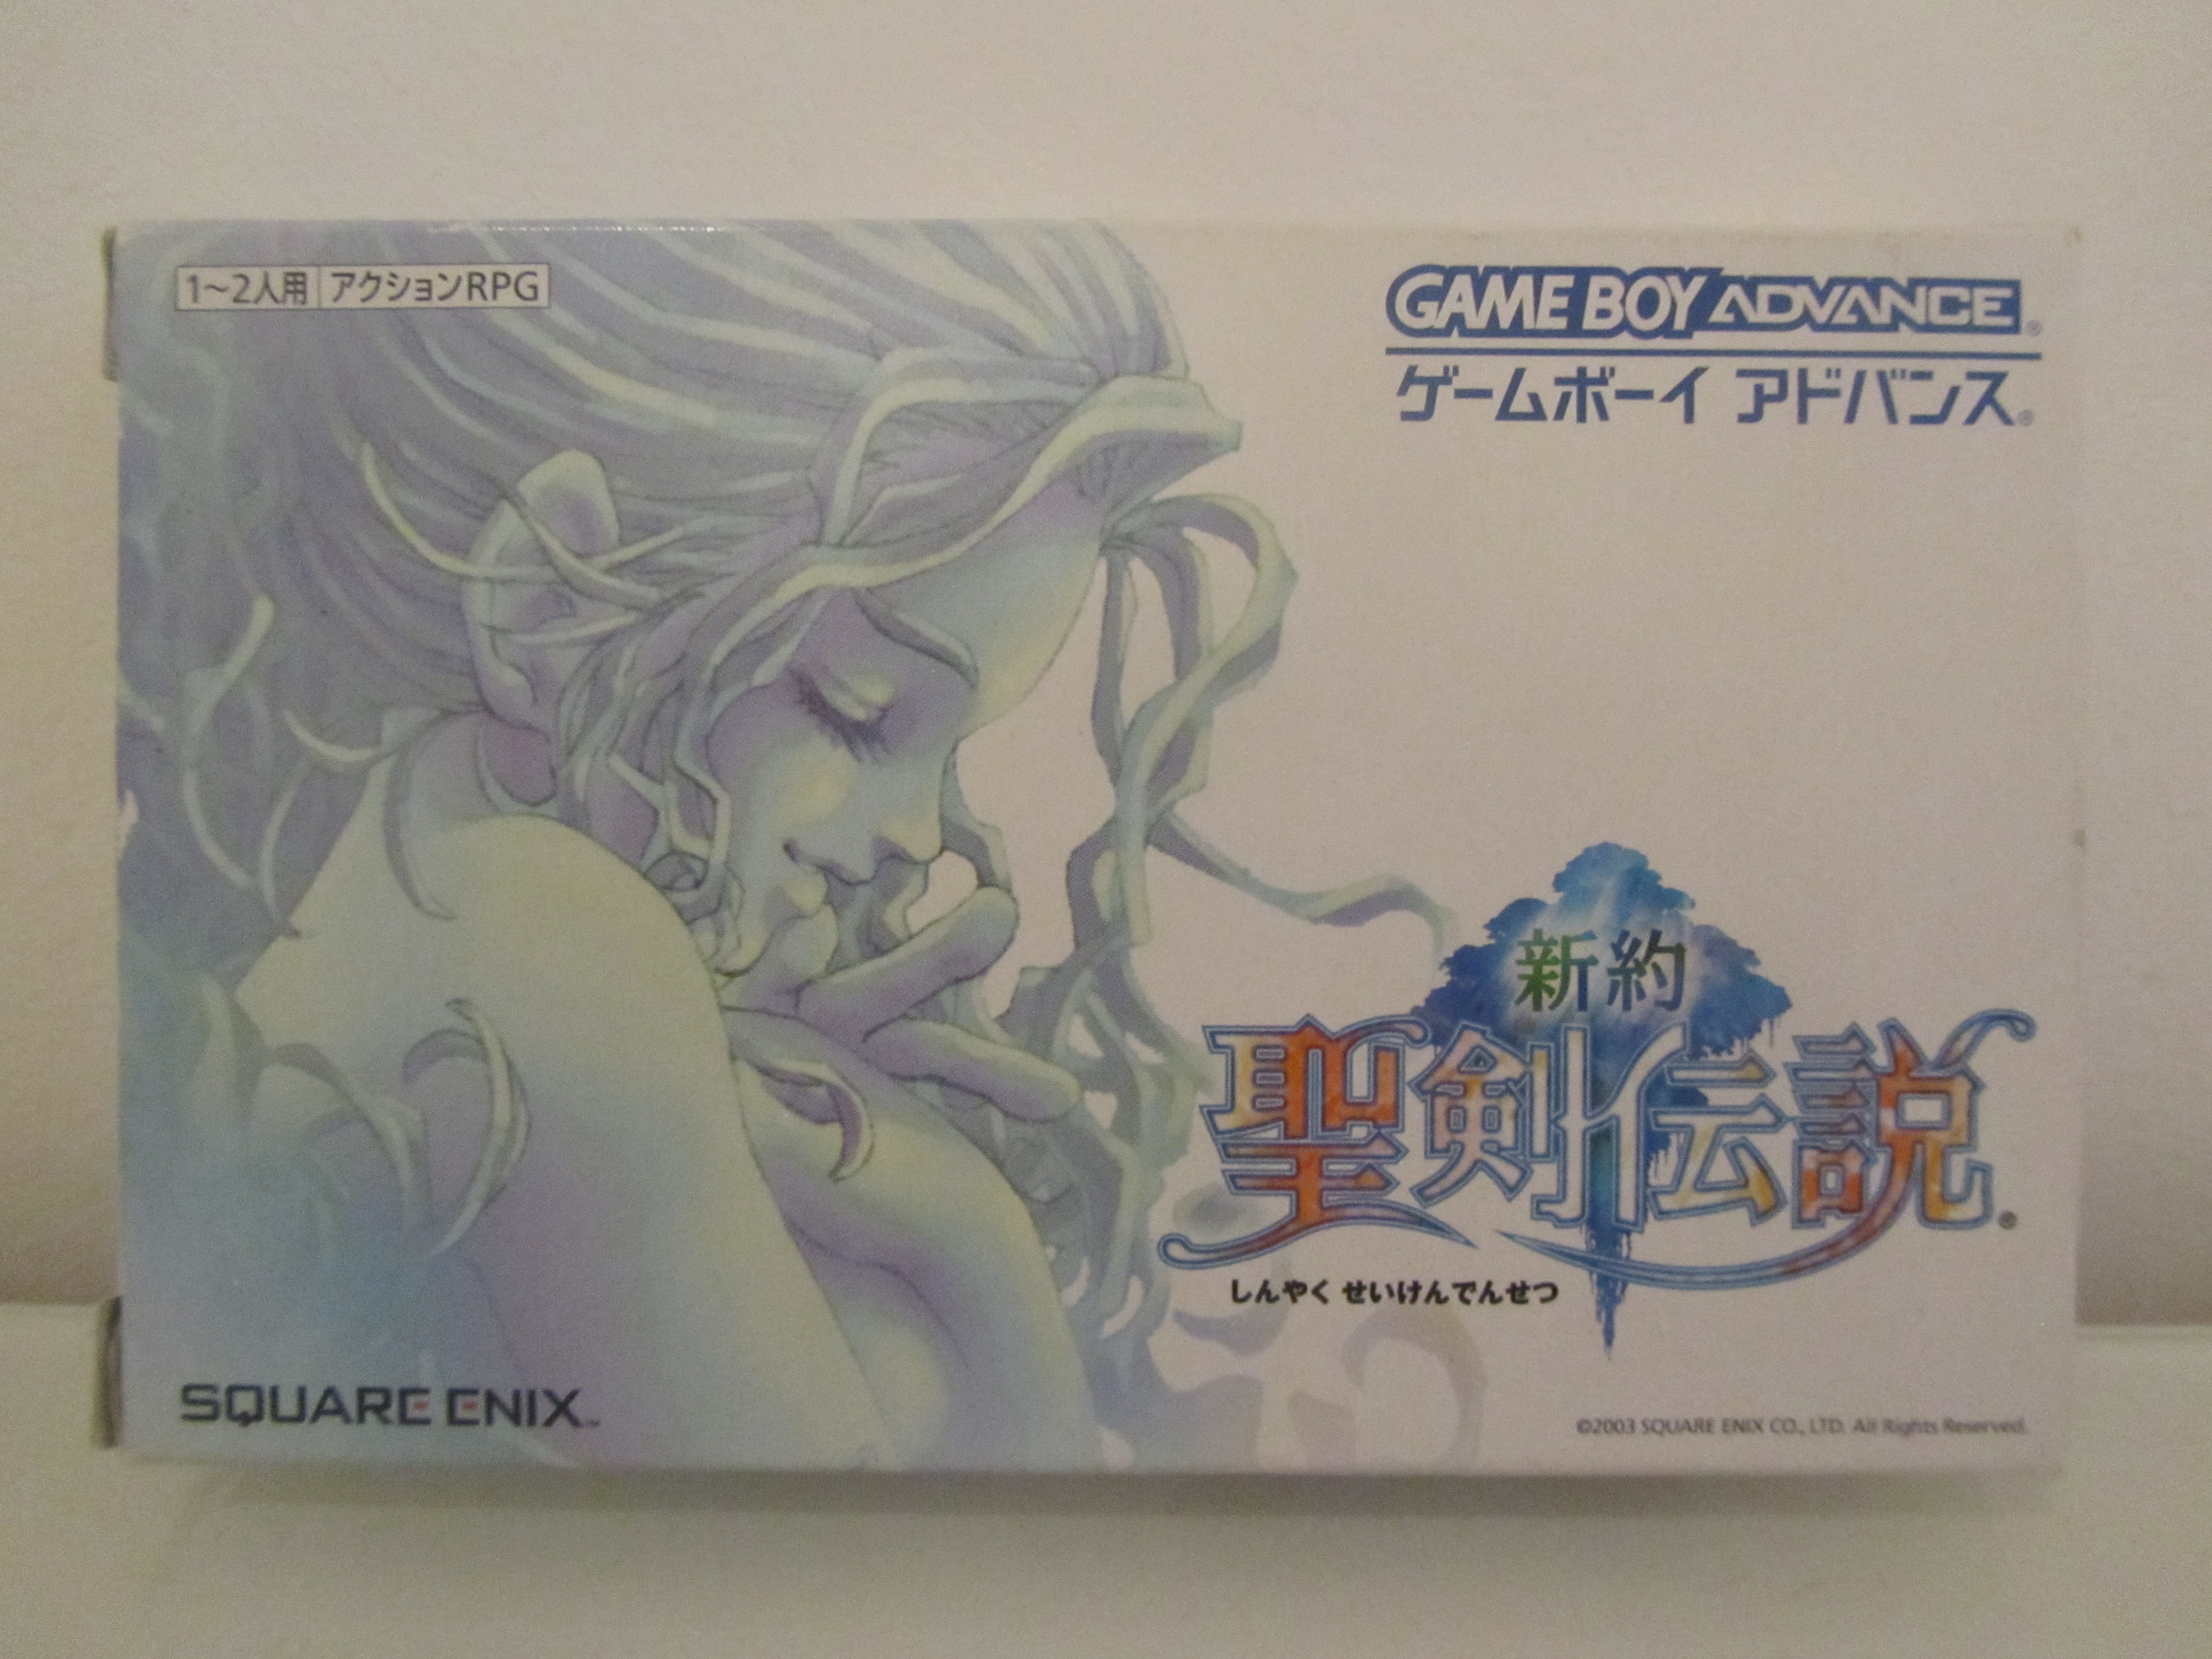 1～2人用 アクションRPG
GAME BOY ADVANCE®
ゲームボーイ アドバンス®
新約
聖剣伝説®
しんやく せいけんでんせつ
SQUARE ENIX™
©2003 SQUARE ENIX CO., LTD. All Rights Reserved.